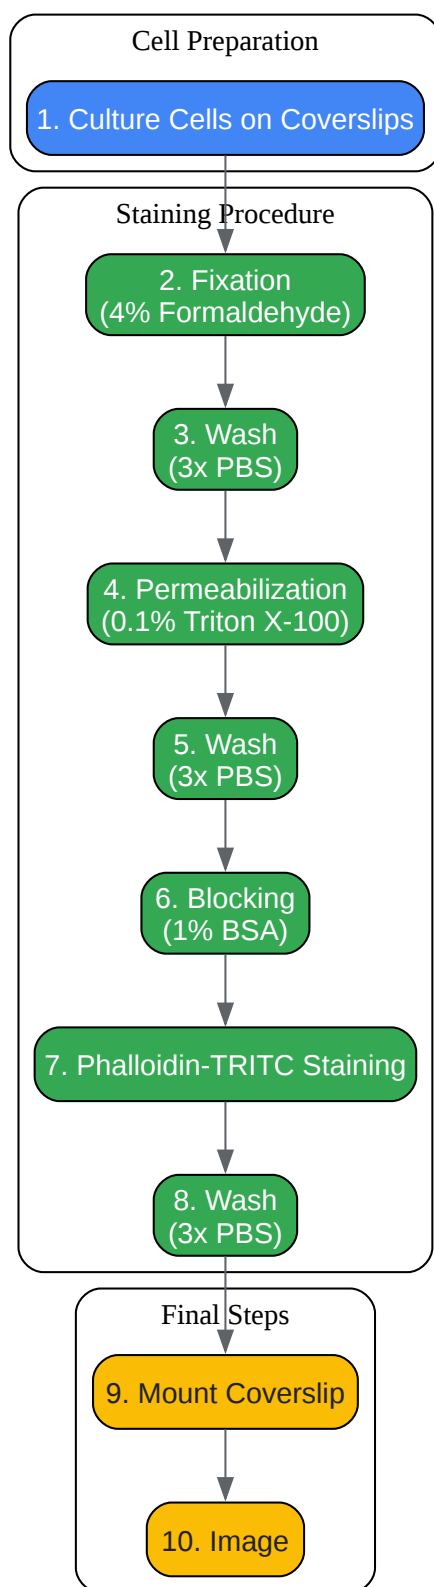 Cell Preparation
1. Culture Cells on Coverslips
Staining Procedure
2. Fixation
(4% Formaldehyde)
3. Wash
(3x PBS)
4. Permeabilization
(0.1% Triton X-100)
5. Wash
(3x PBS)
6. Blocking
(1% BSA)
7. Phalloidin-TRITC Staining
8. Wash
(3x PBS)
Final Steps
9. Mount Coverslip
10. Image